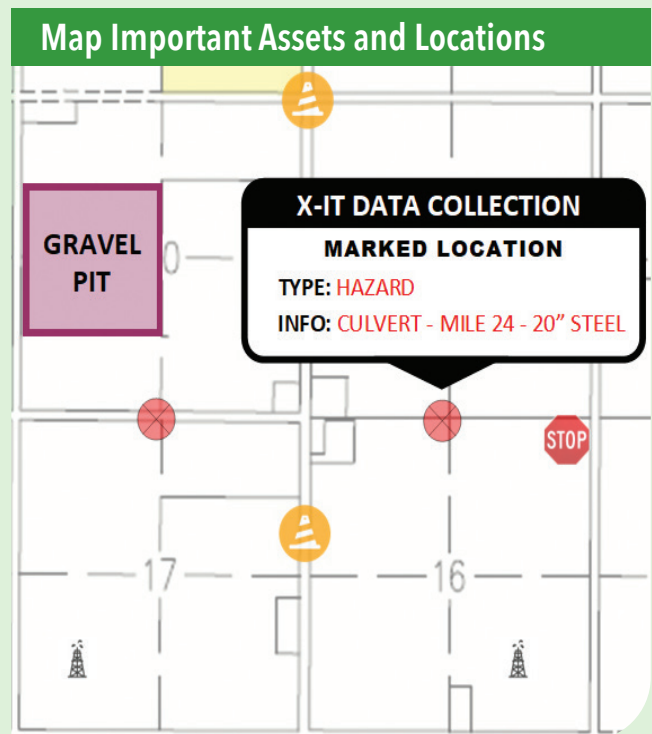 Map Important Assets and Locations
GRAVEL
PIT
X-IT DATA COLLECTION
MARKED LOCATION
TYPE: HAZARD
INFO: CULVERT - MILE 24 - 20” STEEL
STOP
17
16